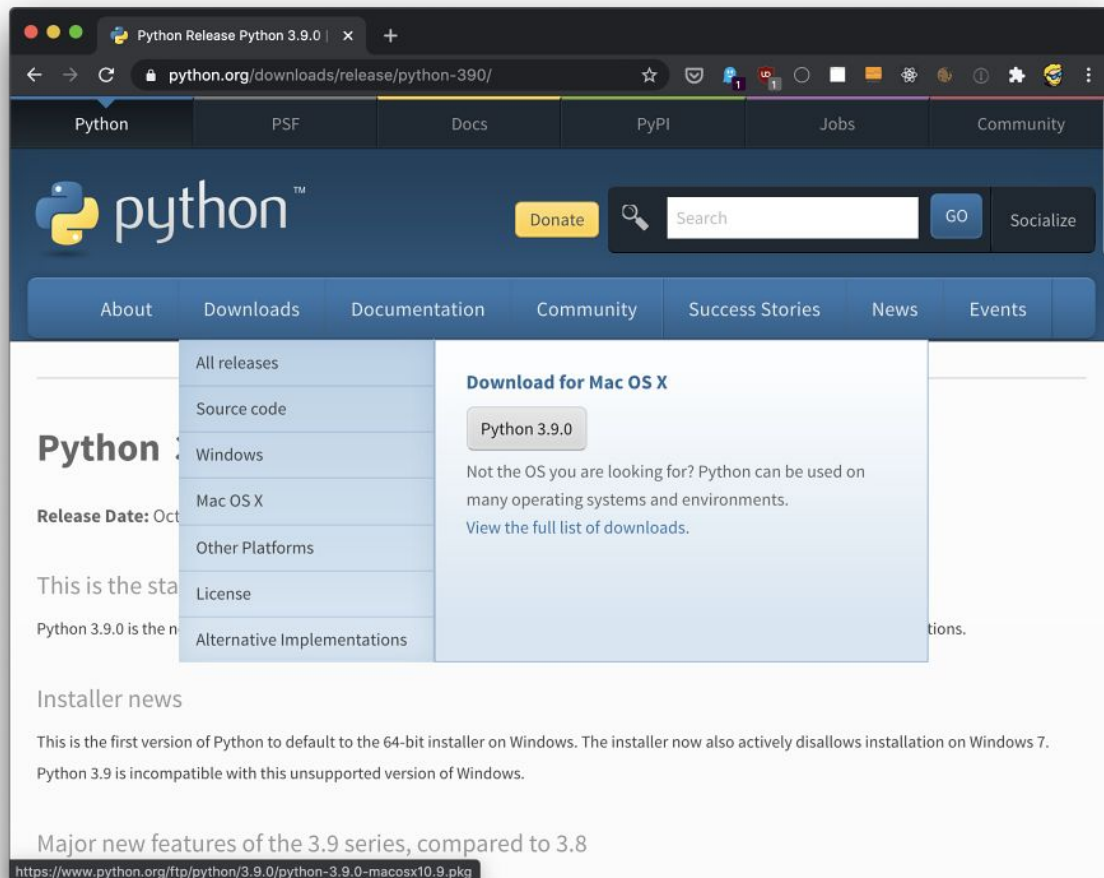 Python Release Python 3.9.0 |
python.org/downloads/release/python-390/
1
1
Python PSF Docs PyPI Jobs Community
python™
Donate Search GO Socialize
About Downloads Documentation Community Success Stories News Events
All releases
Source code
Windows
Mac OS X
Other Platforms
License
Alternative Implementations
Download for Mac OS X
Python 3.9.0
Not the OS you are looking for? Python can be used on
many operating systems and environments.
View the full list of downloads.
Python
Release Date: Oct
This is the sta
Python 3.9.0 is the n tions.
Installer news
This is the first version of Python to default to the 64-bit installer on Windows. The installer now also actively disallows installation on Windows 7.
Python 3.9 is incompatible with this unsupported version of Windows.
Major new features of the 3.9 series, compared to 3.8
https://www.python.org/ftp/python/3.9.0/python-3.9.0-macosx10.9.pkg